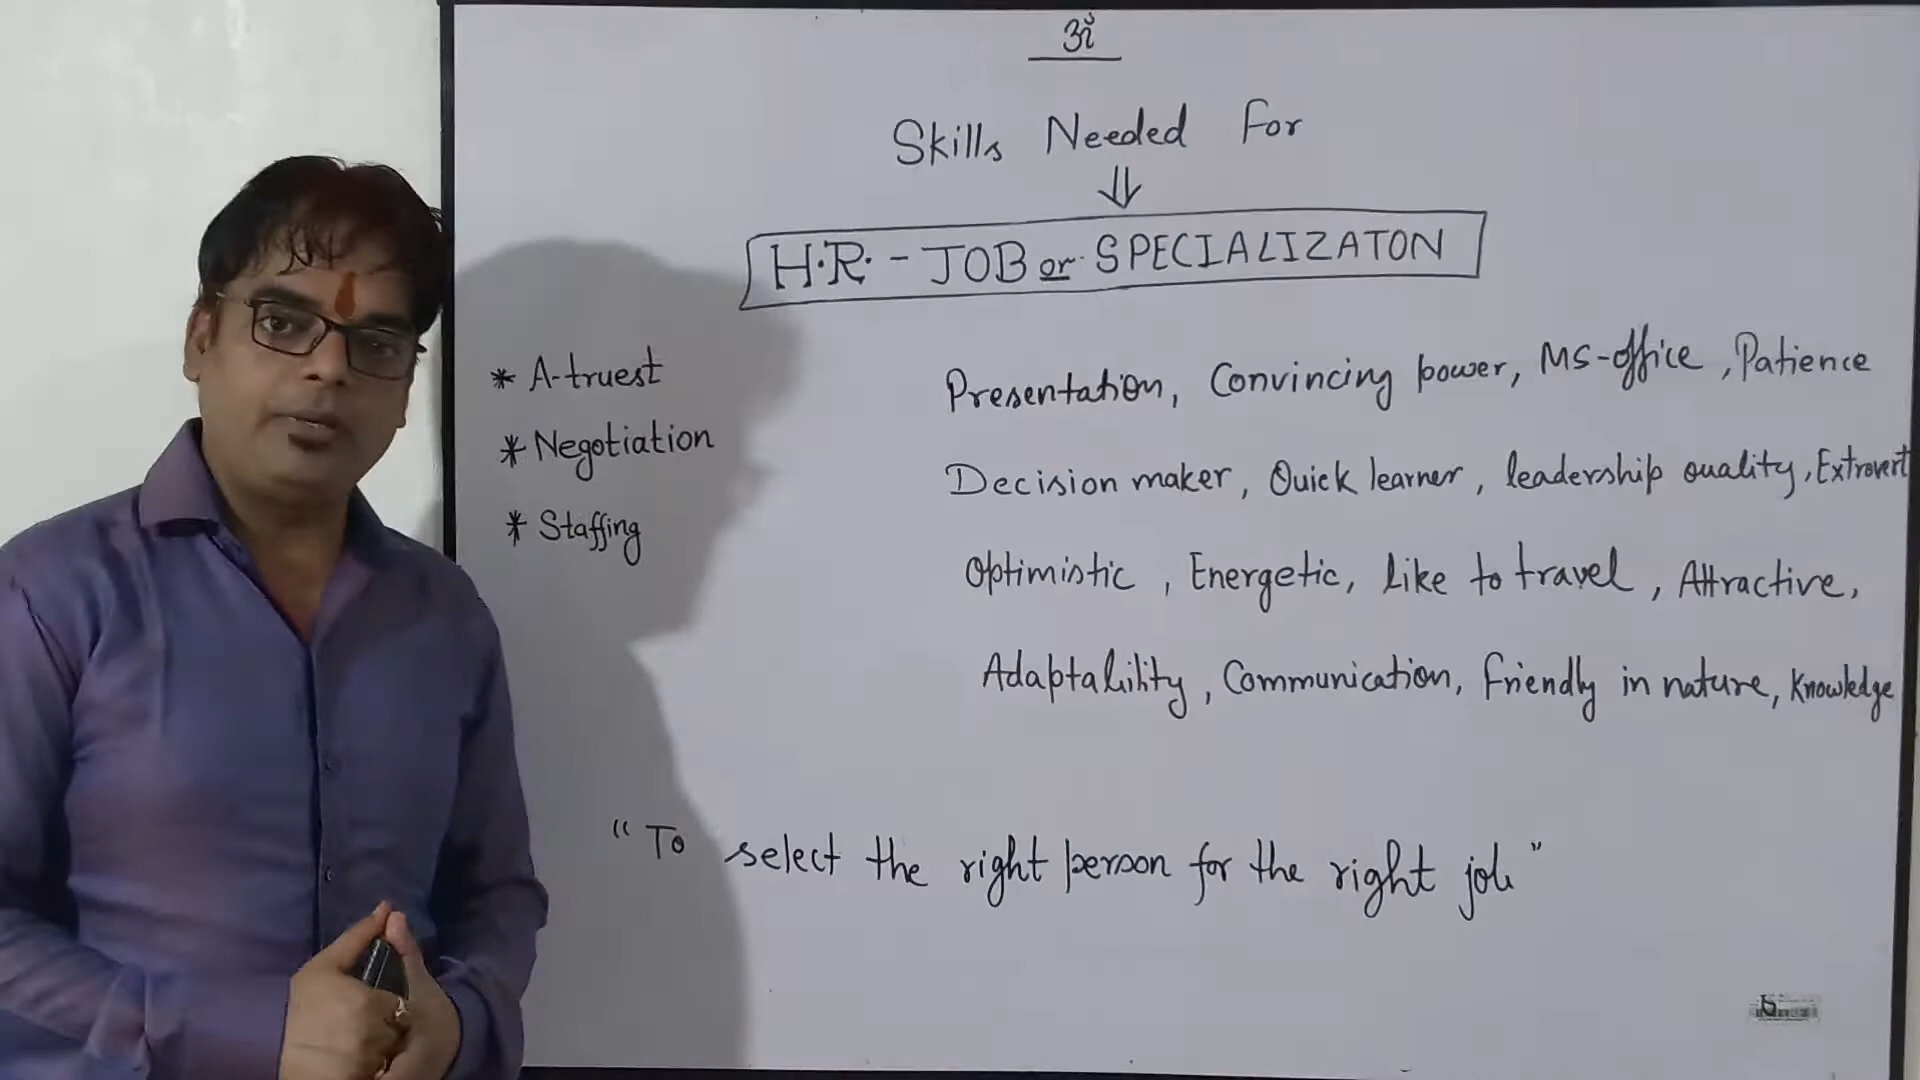 ॐ
Skills Needed For
H.R. - JOB or SPECIALIZATON
* A-truest
* Negotiation
* Staffing
Presentation, Convincing power, MS-office, Patience
Decision maker, Quick learner, leadership quality, Extrovert
Optimistic, Energetic, like to travel, Attractive,
Adaptability, Communication, friendly in nature, Knowledge
"To select the right person for the right job"